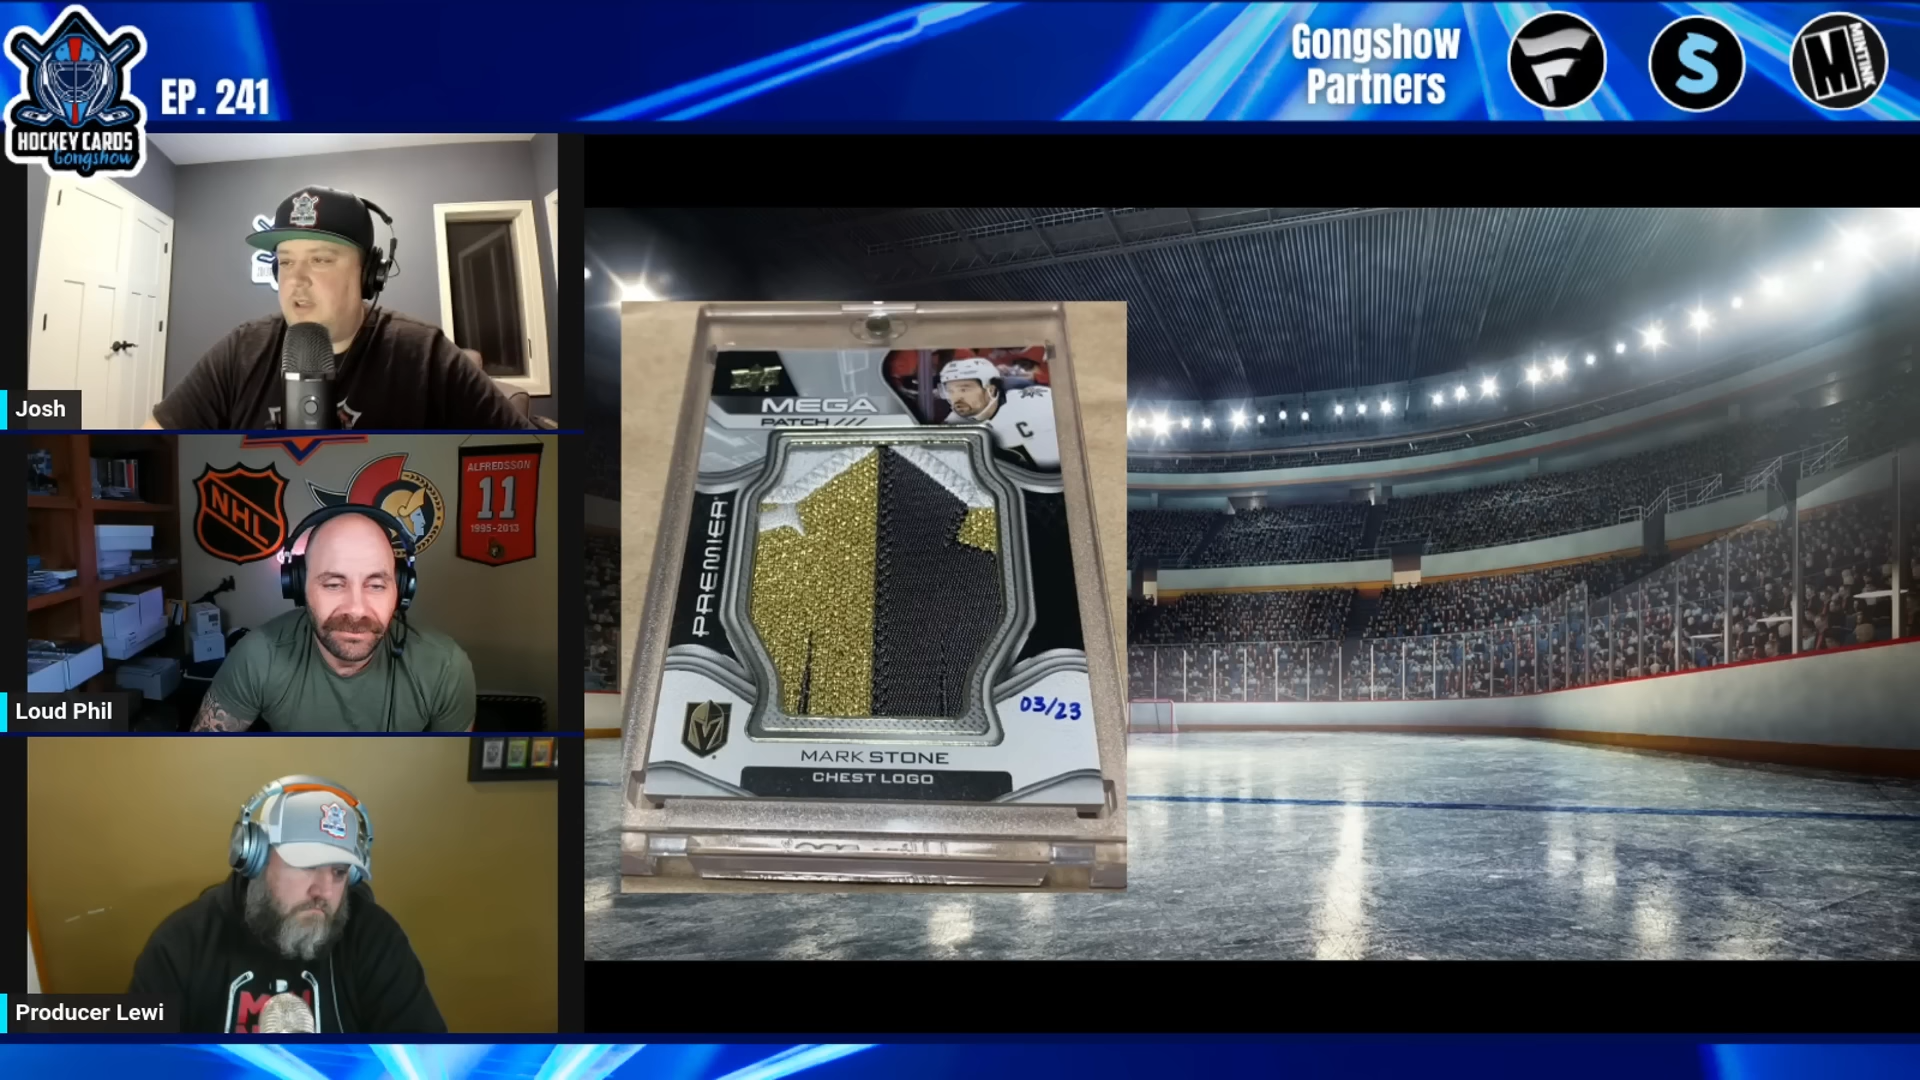 EP. 241
HOCKEY CARDS
Gongshow
Gongshow
Partners
F
S
M
MINTINK
Josh
NHL
ALFREDSSON
11
1995-2013
Loud Phil
Producer Lewi
MEGA
PATCH ///
C
PREMIER
03/23
MARK STONE
CHEST LOGO